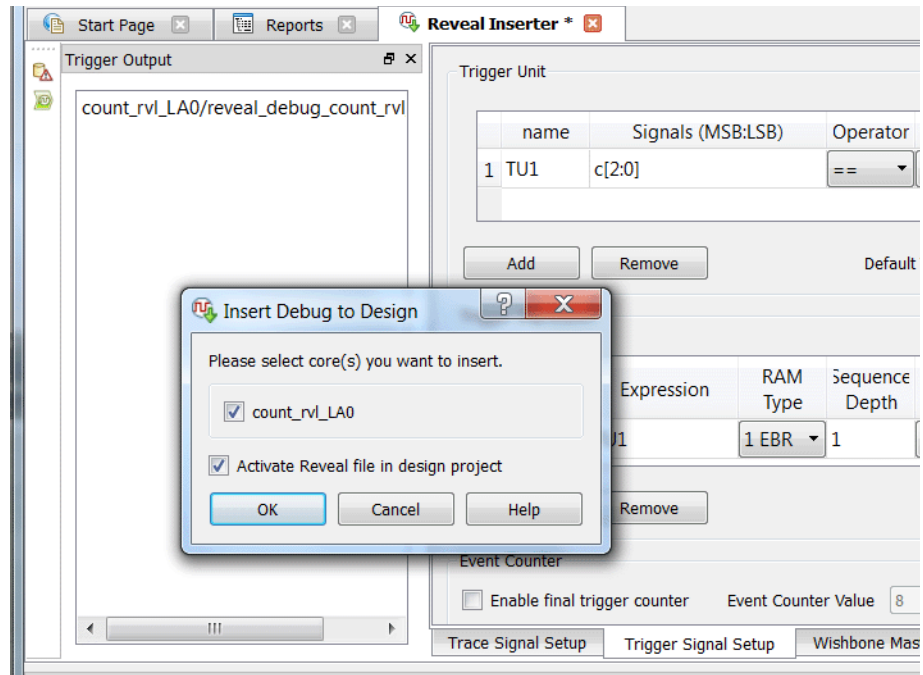 Start Page
Reports
Reveal Inserter *
Trigger Output
count_rvl_LA0/reveal_debug_count_rvl
Trigger Unit
name Signals (MSB:LSB) Operator
1 TU1 c[2:0] ==
Add Remove Default
Insert Debug to Design
Please select core(s) you want to insert.
count_rvl_LA0
Activate Reveal file in design project
OK Cancel Help
Expression RAM Type Sequence Depth
1 EBR 1
Remove
Event Counter
Enable final trigger counter Event Counter Value 8
Trace Signal Setup Trigger Signal Setup Wishbone Mas